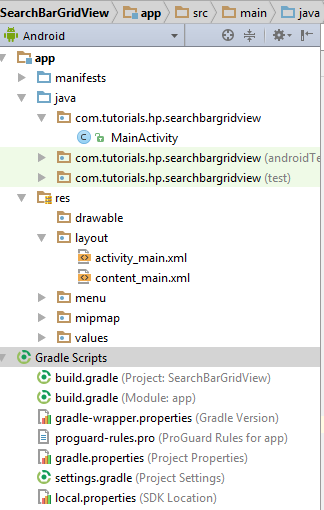 SearchBarGridView app src main java
Android
app
manifests
java
com.tutorials.hp.searchbargridview
MainActivity
com.tutorials.hp.searchbargridview (androidTe
com.tutorials.hp.searchbargridview (test)
res
drawable
layout
activity_main.xml
content_main.xml
menu
mipmap
values
Gradle Scripts
build.gradle (Project: SearchBarGridView)
build.gradle (Module: app)
gradle-wrapper.properties (Gradle Version)
proguard-rules.pro (ProGuard Rules for app)
gradle.properties (Project Properties)
settings.gradle (Project Settings)
local.properties (SDK Location)